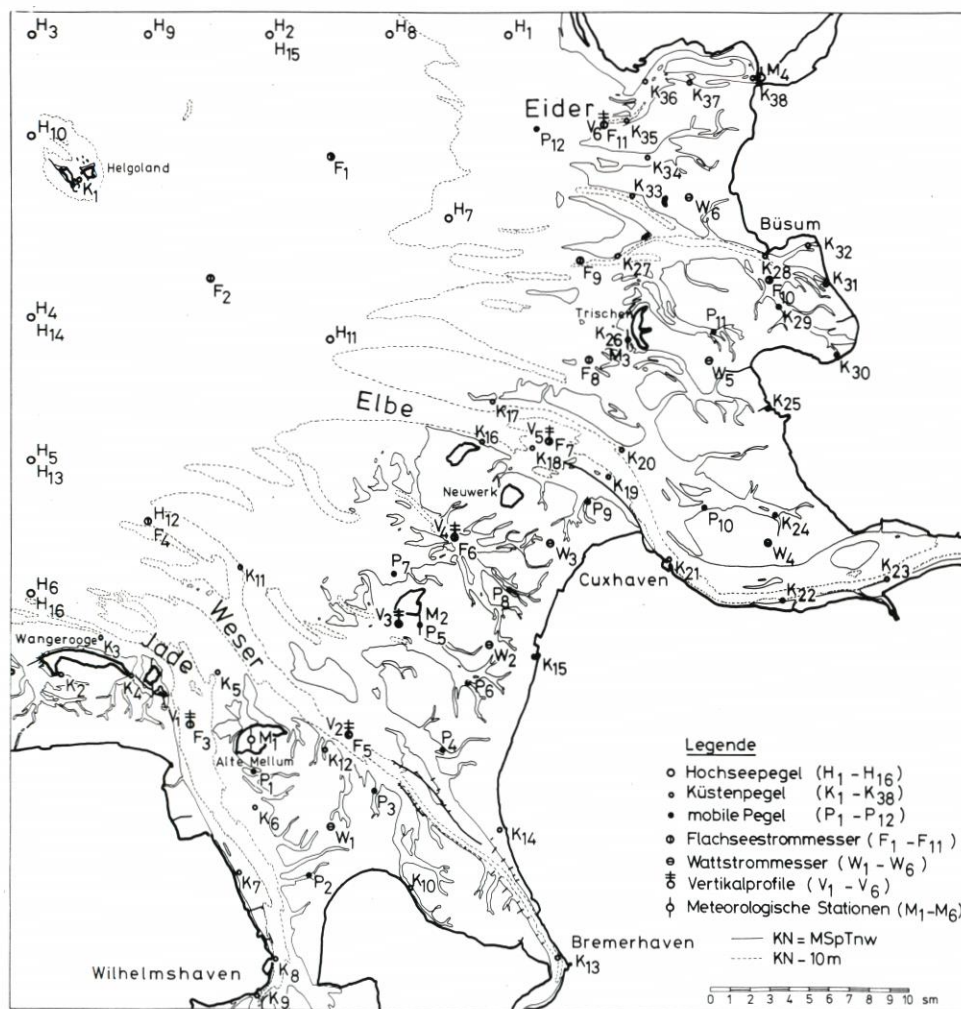 H3 H9 H2 H8 H1
H15
M4
K36 K37 K38
Eider
V6
H10 P12 F11 K35
Helgoland F1 K34
K1
K33 W6
H7 Büsum
K32
F9 K27 K28
F2 F10 K31
H4 Trischen P11 K29
H14 H11 K26
M3 K30
F8 W5
Elbe K17 K25
K16 V5
F7
H5 K18 K20
H13 K19
Neuwerk
P9 P10 K24
H12 V4
F4 F6 W3 W4
K11 K21
P7 Cuxhaven K23
H6 P8 K22
H16 Weser V3 M2
P5
Wangerooge K3 Jade W2 K15
K2 K4 K5 P6
V1 V2
F3 M1 F5 P4
Alte Mellum K12
P1
K6 P3
W1 K14
K7 P2 K10
Bremerhaven
Wilhelmshaven K8 K13
K9
Legende
Hochseepegel (H1 – H16)
Küstenpegel (K1 – K38)
mobile Pegel (P1 – P12)
Flachseestrommesser (F1 – F11)
Wattstrommesser (W1 – W6)
Vertikalprofile (V1 – V6)
Meteorologische Stationen (M1–M6)
KN = MSpTnw
KN – 10 m
0 1 2 3 4 5 6 7 8 9 10 sm